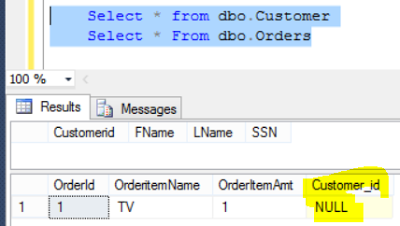 Select * from dbo.Customer
Select * From dbo.Orders
100 %
Results Messages
Customerid FName LName SSN
OrderId OrderitemName OrderItemAmt Customer_id
1 1 TV 1 NULL